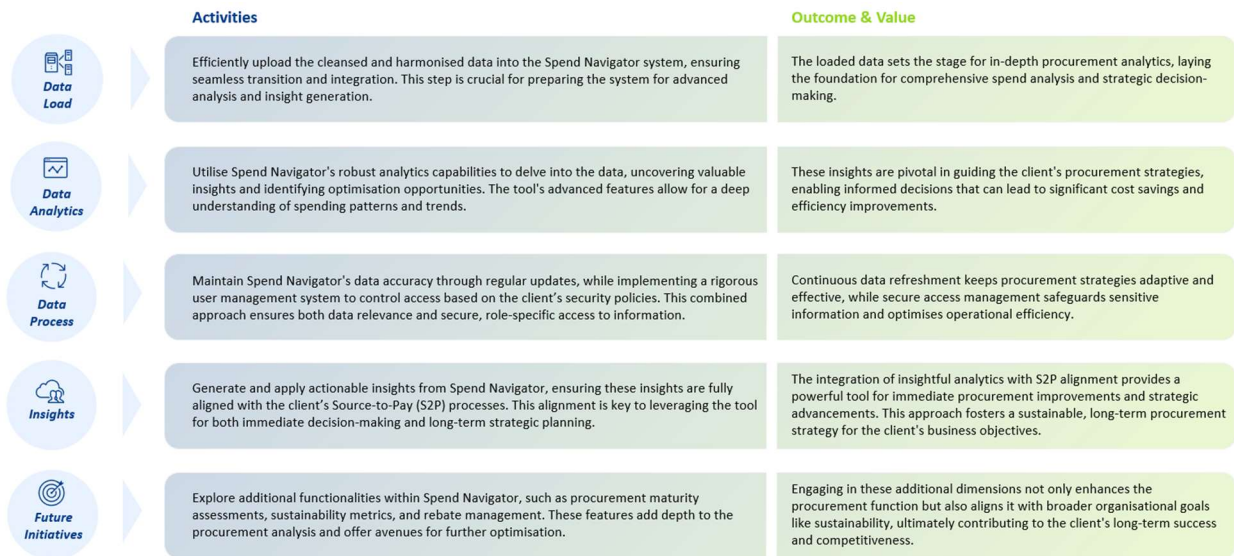 Activities
Outcome & Value
Data
Load
Efficiently upload the cleansed and harmonised data into the Spend Navigator system, ensuring
seamless transition and integration. This step is crucial for preparing the system for advanced
analysis and insight generation.
The loaded data sets the stage for in-depth procurement analytics, laying
the foundation for comprehensive spend analysis and strategic decision-
making.
Data
Analytics
Utilise Spend Navigator's robust analytics capabilities to delve into the data, uncovering valuable
insights and identifying optimisation opportunities. The tool's advanced features allow for a deep
understanding of spending patterns and trends.
These insights are pivotal in guiding the client's procurement strategies,
enabling informed decisions that can lead to significant cost savings and
efficiency improvements.
Data
Process
Maintain Spend Navigator's data accuracy through regular updates, while implementing a rigorous
user management system to control access based on the client’s security policies. This combined
approach ensures both data relevance and secure, role-specific access to information.
Continuous data refreshment keeps procurement strategies adaptive and
effective, while secure access management safeguards sensitive
information and optimises operational efficiency.
Insights
Generate and apply actionable insights from Spend Navigator, ensuring these insights are fully
aligned with the client’s Source-to-Pay (S2P) processes. This alignment is key to leveraging the tool
for both immediate decision-making and long-term strategic planning.
The integration of insightful analytics with S2P alignment provides a
powerful tool for immediate procurement improvements and strategic
advancements. This approach fosters a sustainable, long-term procurement
strategy for the client's business objectives.
Future
Initiatives
Explore additional functionalities within Spend Navigator, such as procurement maturity
assessments, sustainability metrics, and rebate management. These features add depth to the
procurement analysis and offer avenues for further optimisation.
Engaging in these additional dimensions not only enhances the
procurement function but also aligns it with broader organisational goals
like sustainability, ultimately contributing to the client's long-term success
and competitiveness.